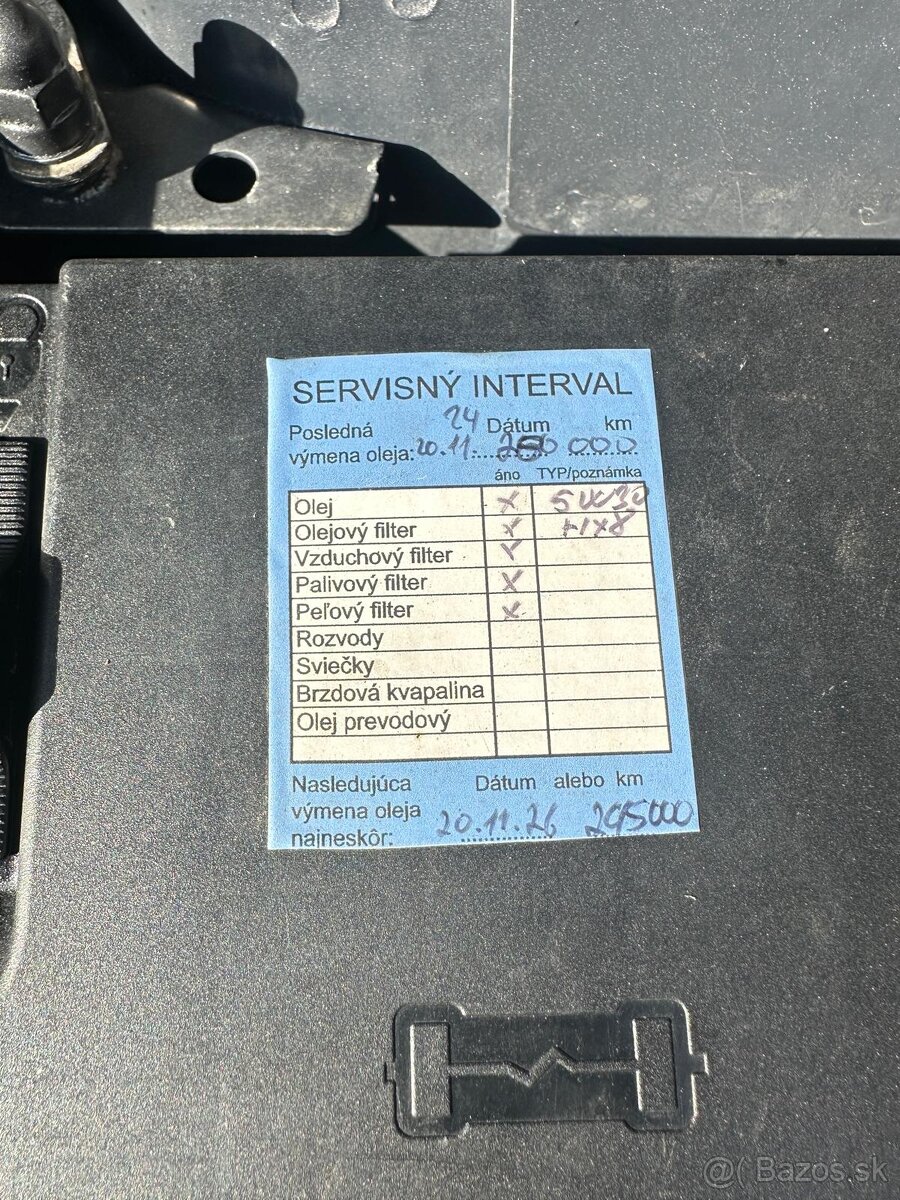 SERVISNÝ INTERVAL
24
Posledná Dátum km
výmena oleja: 20.11. 000
áno TYP/poznámka
Olej x 5W30
Olejový filter x
Vzduchový filter
Palivový filter x
Peľový filter x
Rozvody
Sviečky
Brzdová kvapalina
Olej prevodový
Nasledujúca Dátum alebo km
výmena oleja
najneskôr: 20.11.26 295000
@( Bazos.sk